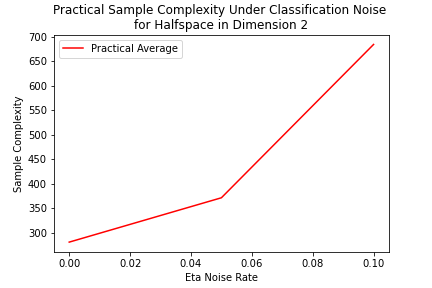 Practical Sample Complexity Under Classification Noise
for Halfspace in Dimension 2
Practical Average
Sample Complexity
700
650
600
550
500
450
400
350
300
0.00 0.02 0.04 0.06 0.08 0.10
Eta Noise Rate